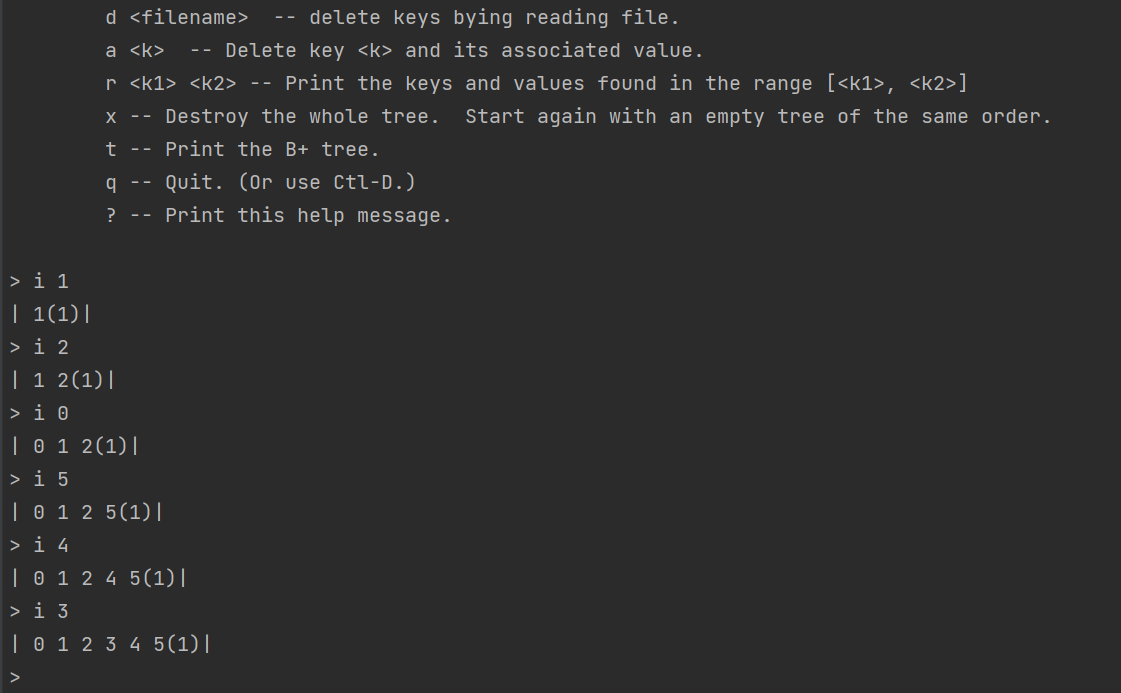 d <filename>  -- delete keys bying reading file.
a <k>  -- Delete key <k> and its associated value.
r <k1> <k2> -- Print the keys and values found in the range [<k1>, <k2>]
x -- Destroy the whole tree.  Start again with an empty tree of the same order.
t -- Print the B+ tree.
q -- Quit. (Or use Ctl-D.)
? -- Print this help message.
> i 1
| 1(1)|
> i 2
| 1 2(1)|
> i 0
| 0 1 2(1)|
> i 5
| 0 1 2 5(1)|
> i 4
| 0 1 2 4 5(1)|
> i 3
| 0 1 2 3 4 5(1)|
>